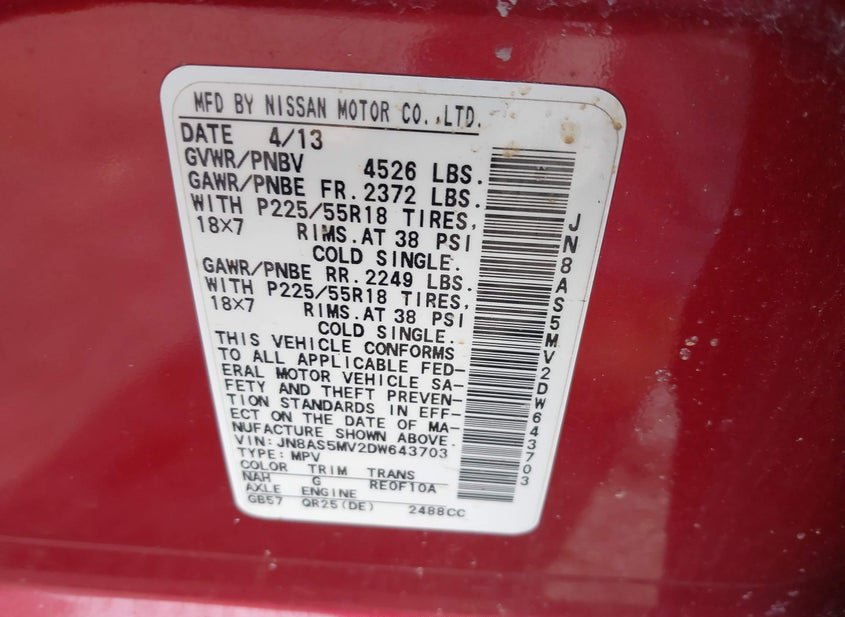 MFD BY NISSAN MOTOR CO.,LTD.
DATE 4/13
GVWR/PNBV 4526 LBS.
GAWR/PNBE FR. 2372 LBS.
WITH P225/55R18 TIRES,
18X7 RIMS. AT 38 PSI
COLD SINGLE.
GAWR/PNBE RR. 2249 LBS.
WITH P225/55R18 TIRES,
18X7 RIMS. AT 38 PSI
COLD SINGLE.
THIS VEHICLE CONFORMS
TO ALL APPLICABLE FED-
ERAL MOTOR VEHICLE SA-
FETY AND THEFT PREVEN-
TION STANDARDS IN EFF-
ECT ON THE DATE OF MA-
NUFACTURE SHOWN ABOVE.
VIN: JN8AS5MV2DW643703
TYPE: MPV
COLOR TRIM TRANS
NAH G RE0F10A
AXLE ENGINE
GB57 QR25(DE) 2488CC
JN8AS5MV2DW643703